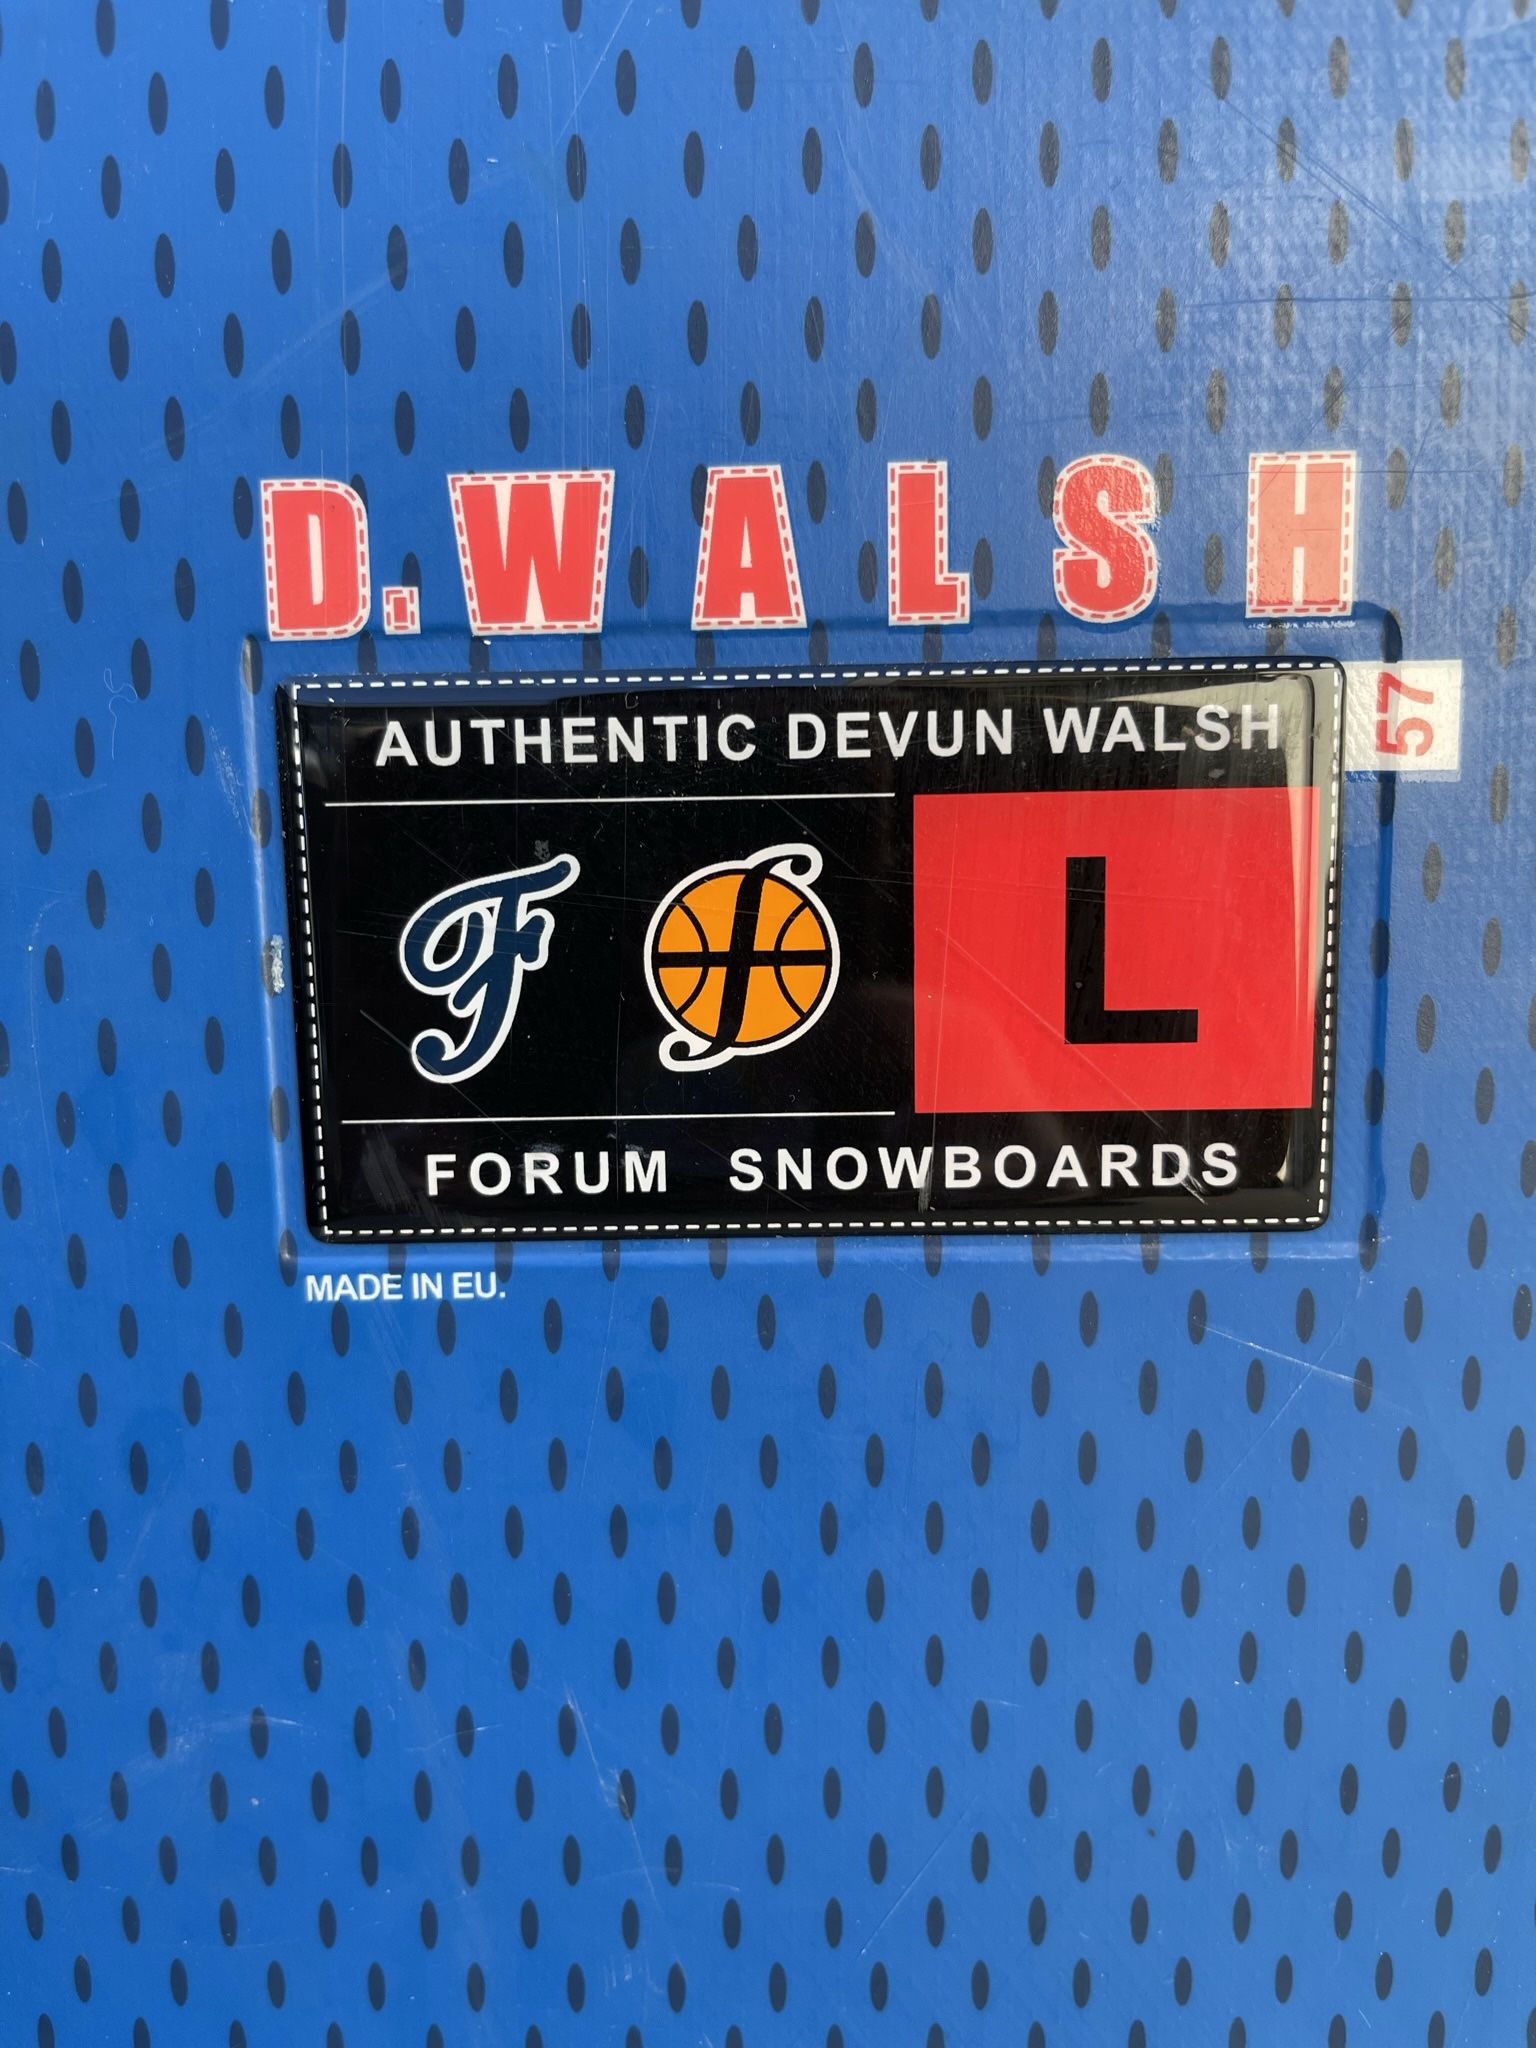 D.WALSH
AUTHENTIC DEVUN WALSH
57
F
L
FORUM SNOWBOARDS
MADE IN EU.